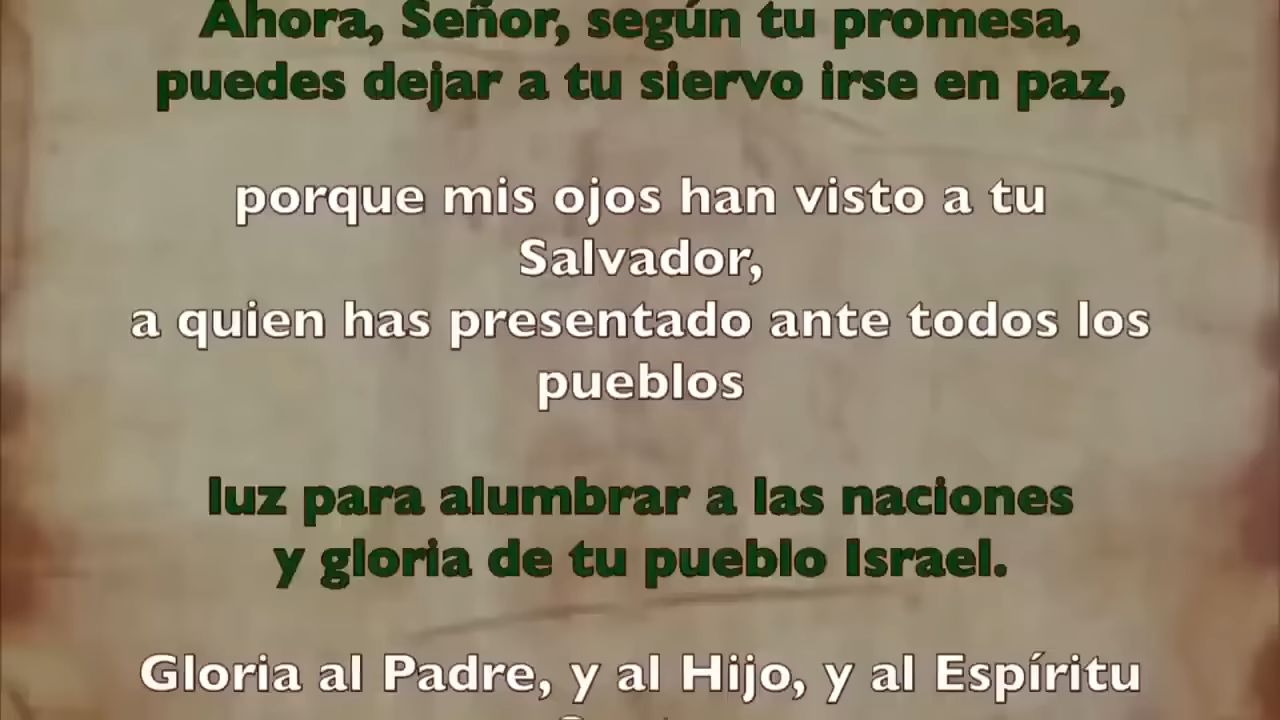 Ahora, Señor, según tu promesa,
puedes dejar a tu siervo irse en paz,
porque mis ojos han visto a tu
Salvador,
a quien has presentado ante todos los
pueblos
luz para alumbrar a las naciones
y gloria de tu pueblo Israel.
Gloria al Padre, y al Hijo, y al Espíritu